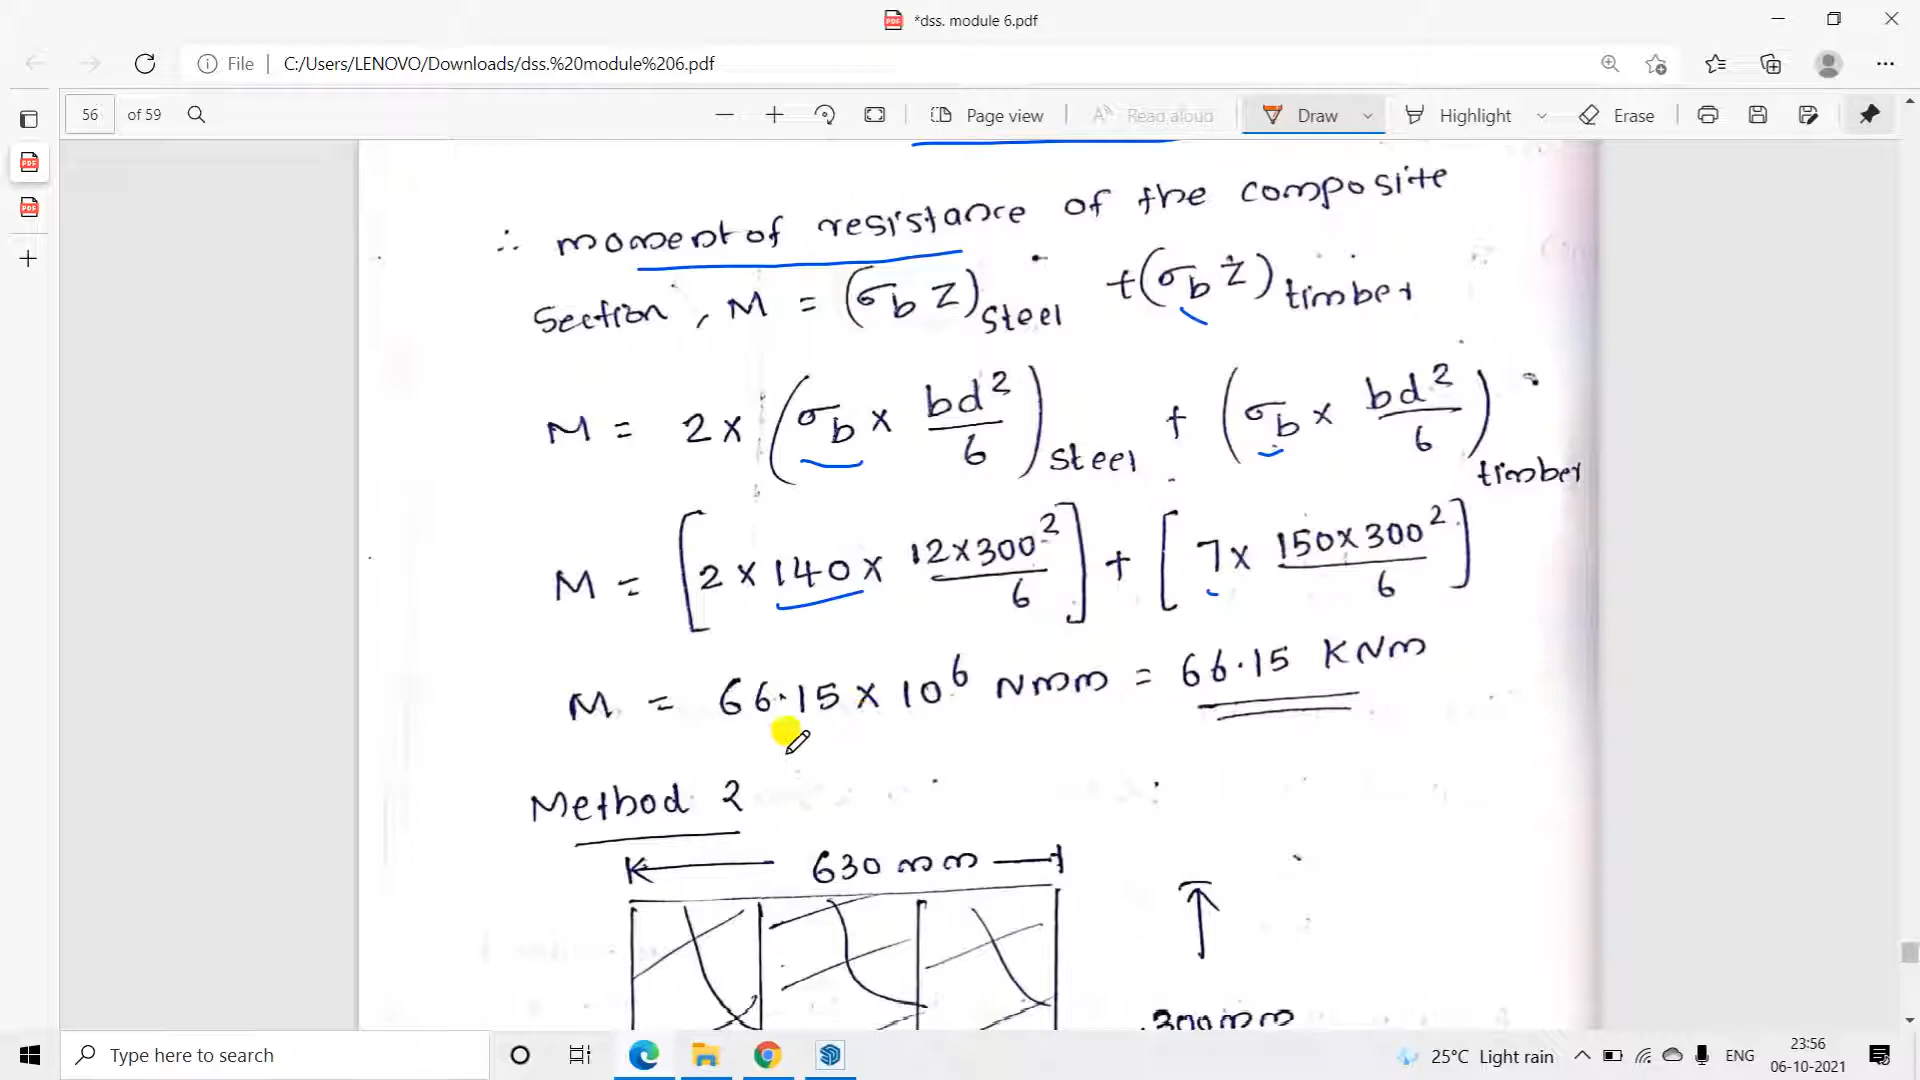 *dss. module 6.pdf
File | C:/Users/LENOVO/Downloads/dss.%20module%206.pdf
56 of 59
Page view
Read aloud
Draw
Highlight
Erase
∴ moment of resistance of the composite
Section, M = (σb Z)Steel + (σb Z)timber
M = 2 x (σb x bd²/6)Steel + (σb x bd²/6)timber
M = [2 x 140 x 12x300²/6] + [7 x 150x300²/6]
M = 66.15 x 10⁶ Nmm = 66.15 KNm
Method 2
630 mm
300mm
Type here to search
25°C Light rain
ENG
23:56
06-10-2021